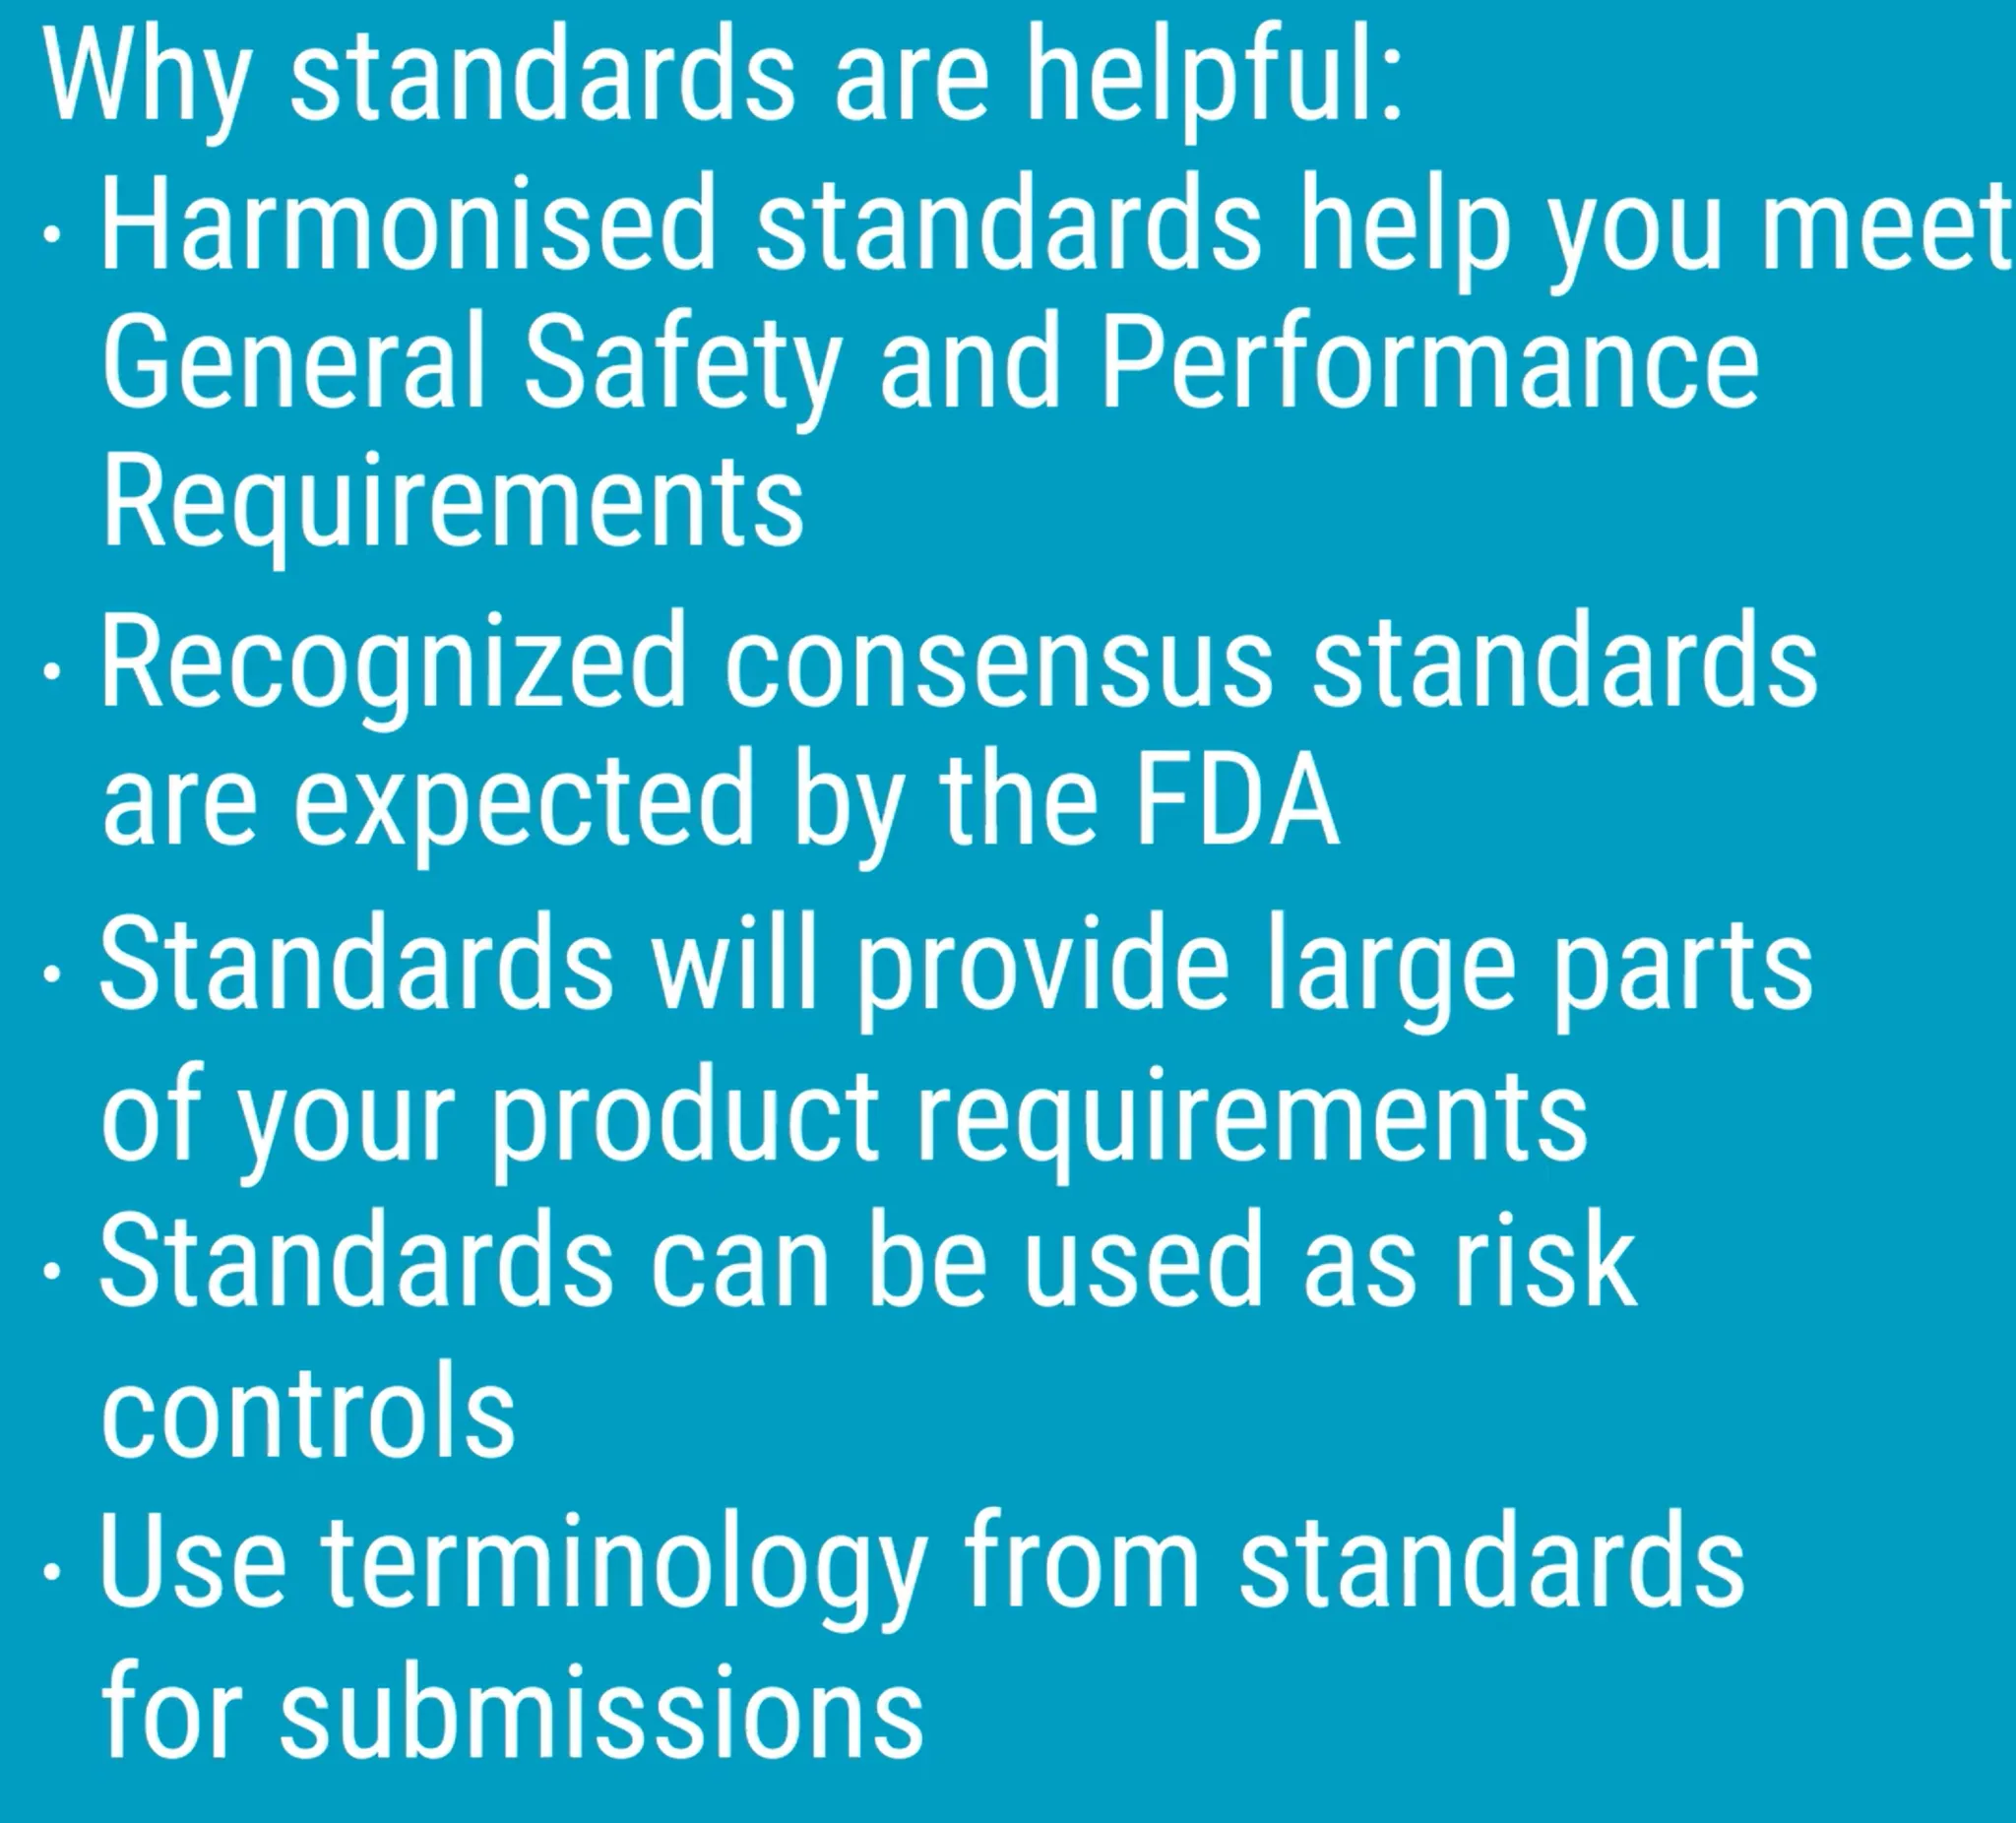 Why standards are helpful:
• Harmonised standards help you meet
General Safety and Performance
Requirements
• Recognized consensus standards
are expected by the FDA
• Standards will provide large parts
of your product requirements
• Standards can be used as risk
controls
• Use terminology from standards
for submissions